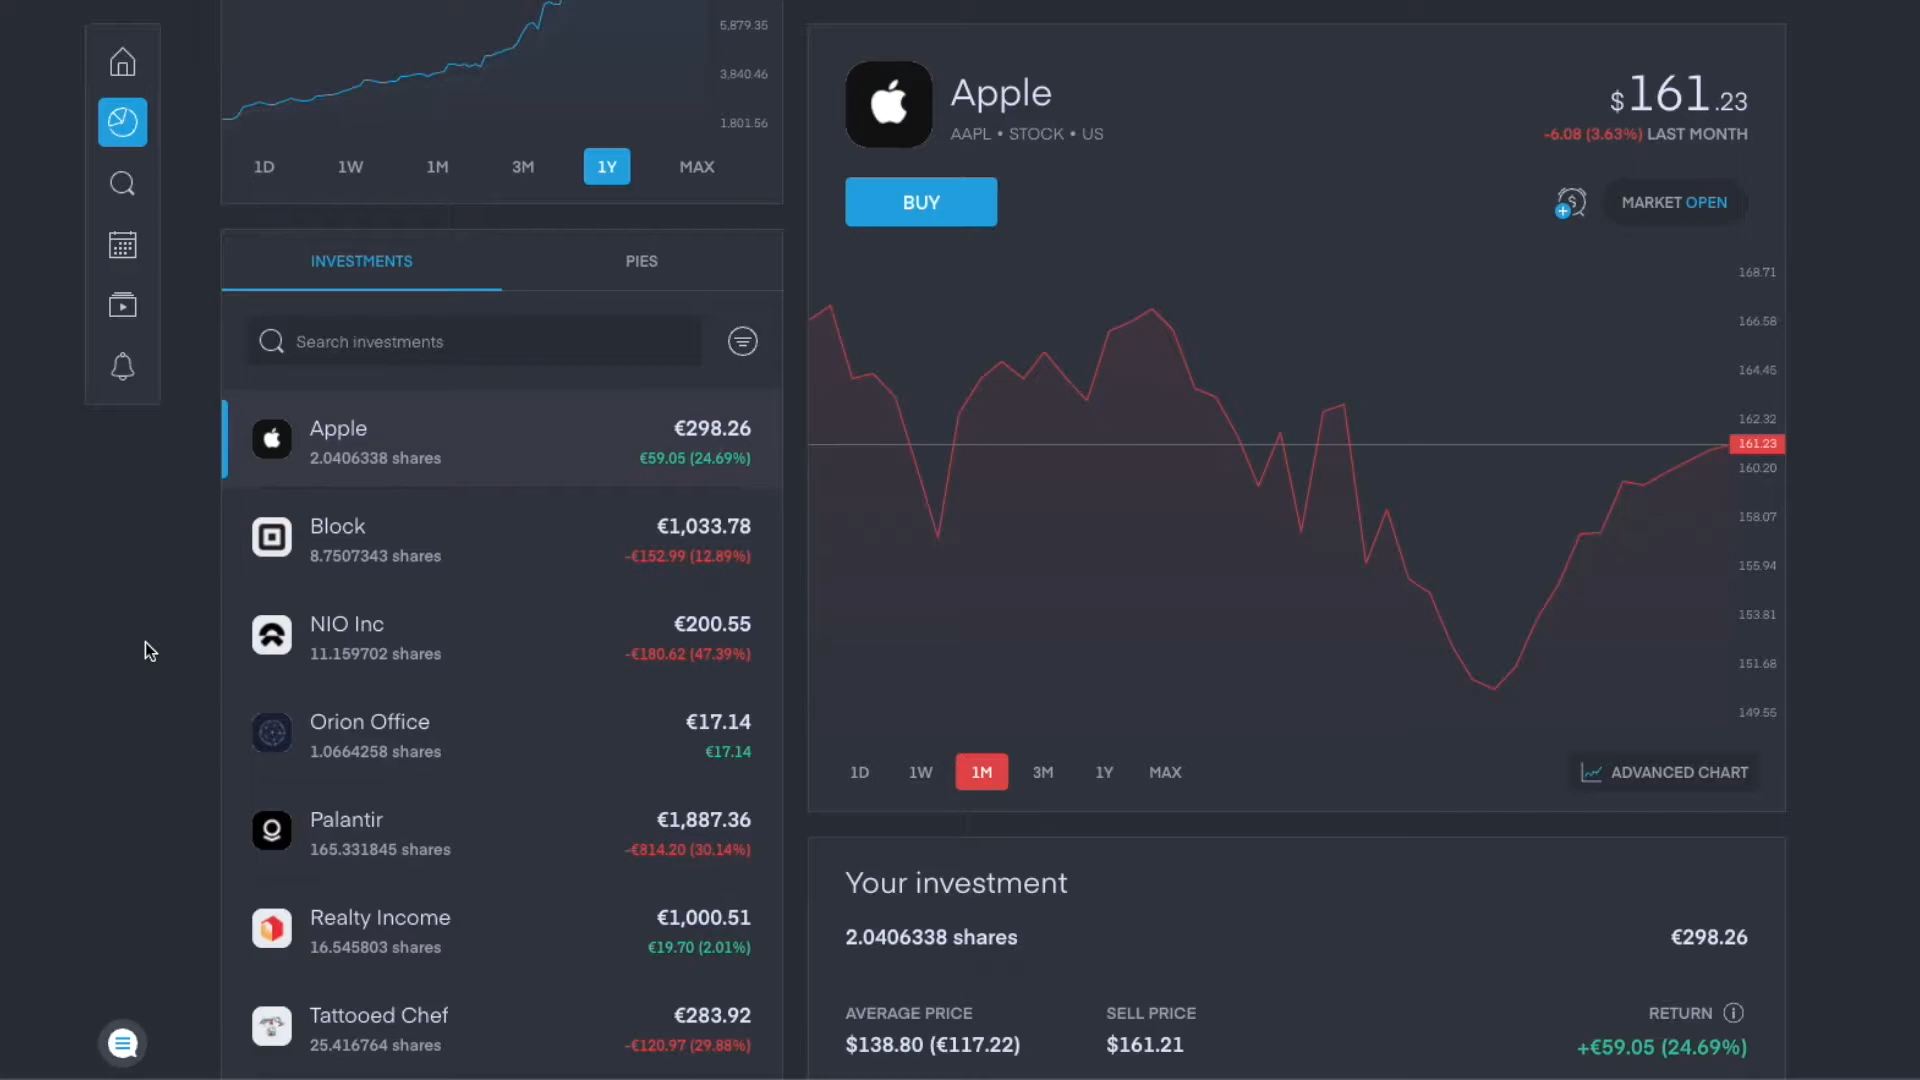 5,879.35
3,840.46
1,801.56
1D 1W 1M 3M 1Y MAX
INVESTMENTS PIES
Search investments
Apple €298.26
2.0406338 shares €59.05 (24.69%)
Block €1,033.78
8.7507343 shares -€152.99 (12.89%)
NIO Inc €200.55
11.159702 shares -€180.62 (47.39%)
Orion Office €17.14
1.0664258 shares €17.14
Palantir €1,887.36
165.331845 shares -€814.20 (30.14%)
Realty Income €1,000.51
16.545803 shares €19.70 (2.01%)
Tattooed Chef €283.92
25.416764 shares -€120.97 (29.88%)
Apple $161.23
AAPL • STOCK • US -6.08 (3.63%) LAST MONTH
BUY $ MARKET OPEN
168.71
166.58
164.45
162.32
161.23
160.20
158.07
155.94
153.81
151.68
149.55
1D 1W 1M 3M 1Y MAX ADVANCED CHART
Your investment
2.0406338 shares €298.26
AVERAGE PRICE SELL PRICE RETURN i
$138.80 (€117.22) $161.21 +€59.05 (24.69%)